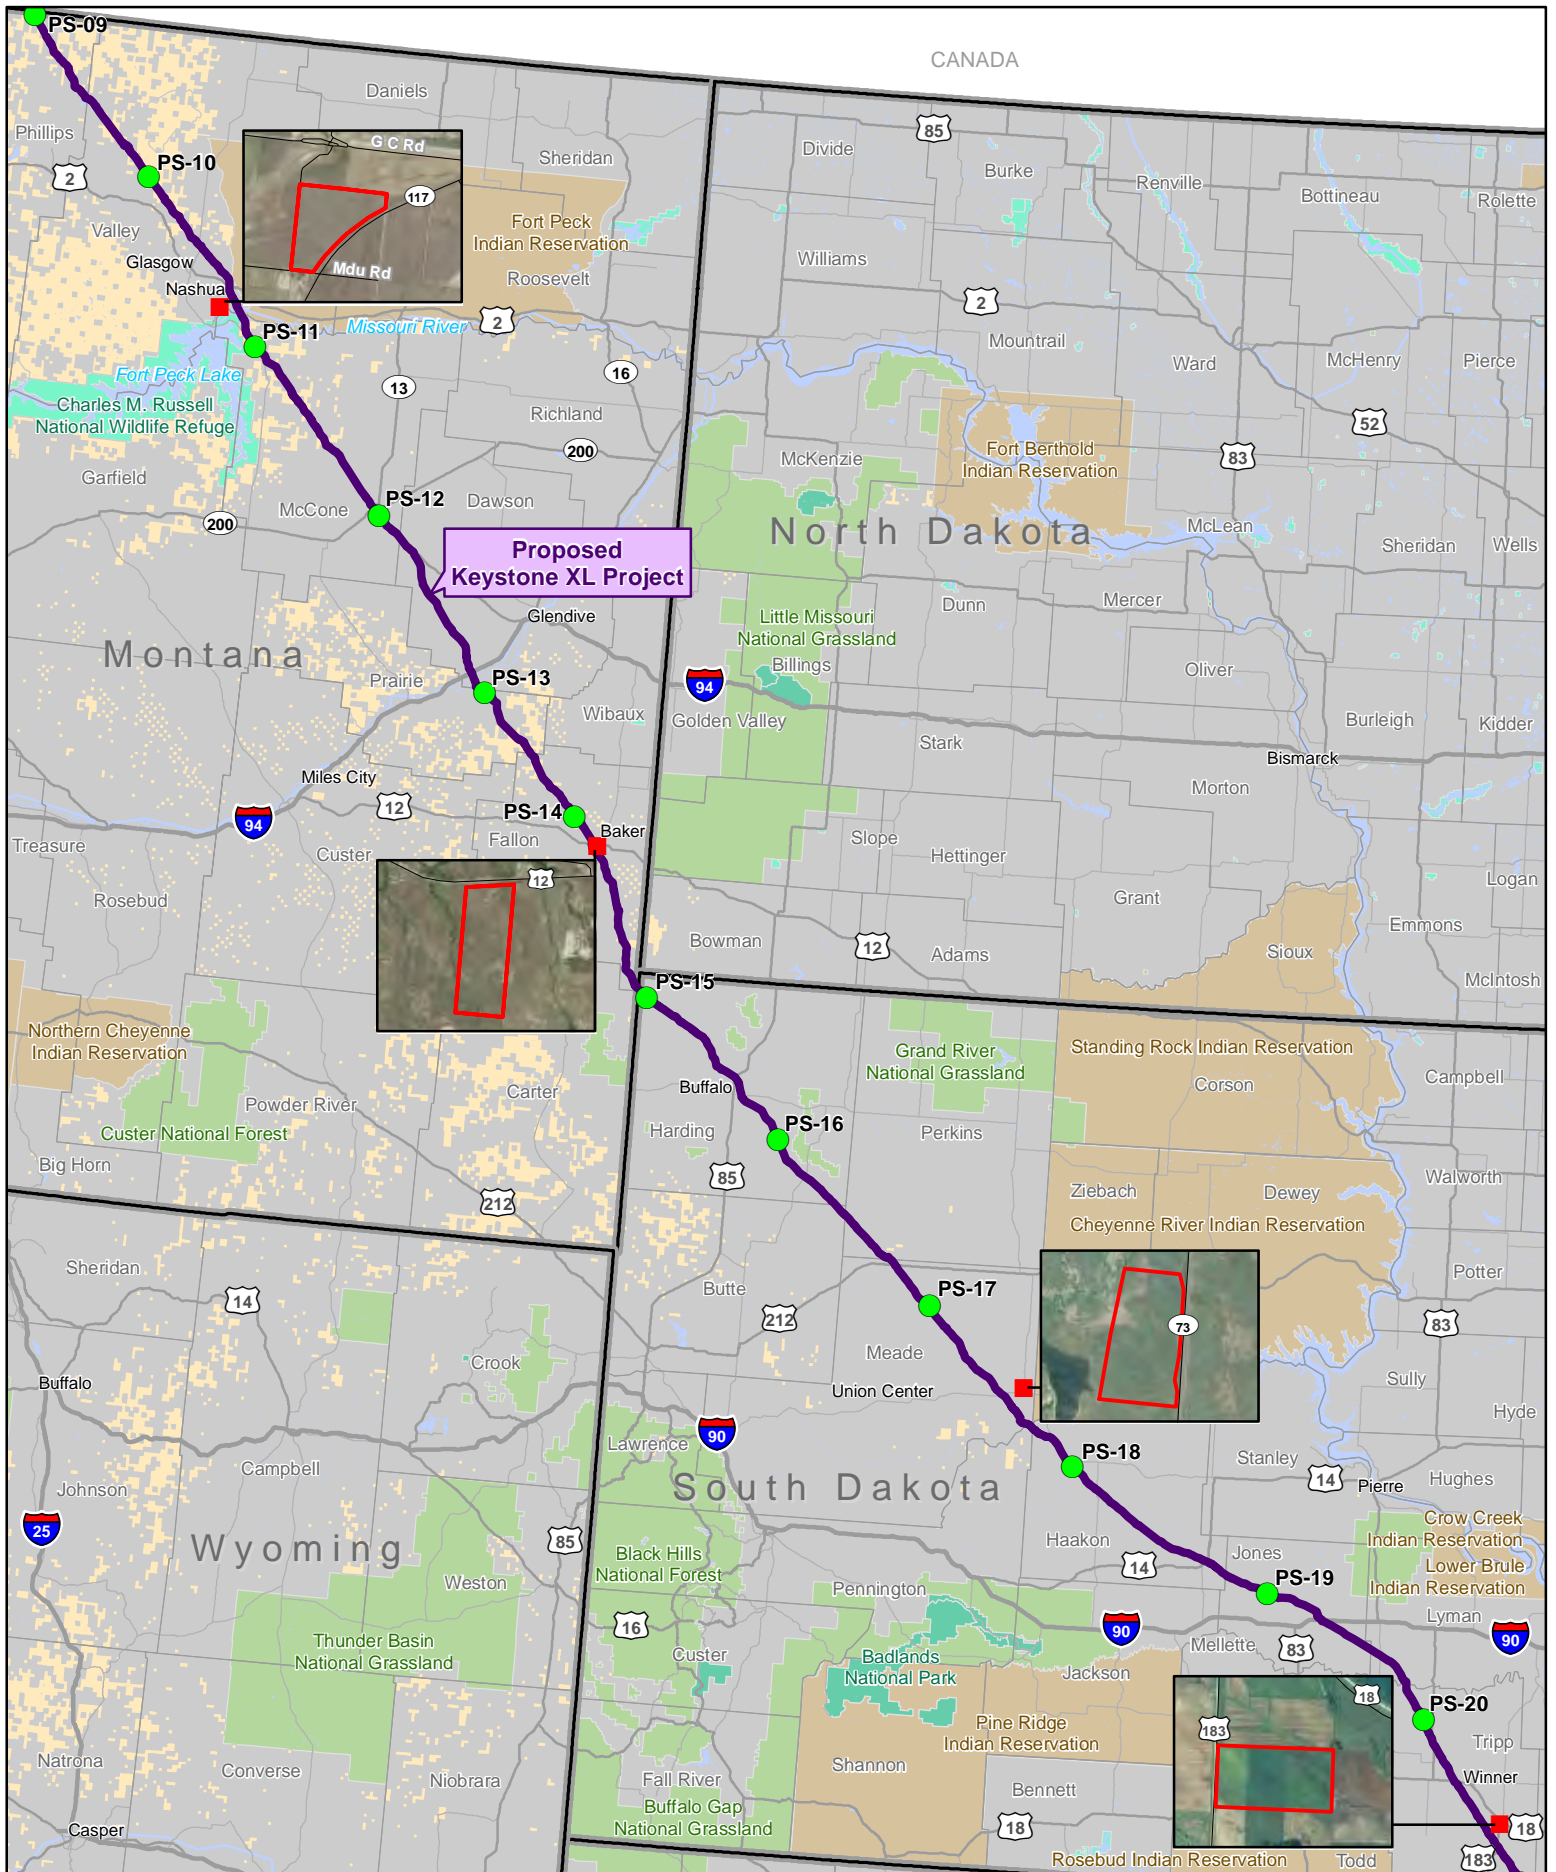 PS-09
CANADA
Daniels
85
Phillips
G C Rd
Divide
PS-10
Sheridan
Burke
2
Renville
117
Bottineau
Rolette
Fort Peck
Indian Reservation
Valley
Glasgow
Mdu Rd
Roosevelt
Williams
Nashua
2
Missouri River
2
PS-11
Mountrail
Ward
McHenry
Pierce
Fort Peck Lake
16
13
Charles M. Russell
National Wildlife Refuge
Richland
52
200
McKenzie
Fort Berthold
Indian Reservation
83
Garfield
PS-12
Dawson
McCone
200
North Dakota
McLean
Sheridan
Wells
Proposed
Keystone XL Project
Glendive
Little Missouri
National Grassland
Dunn
Mercer
Montana
Billings
Oliver
Prairie
PS-13
94
Wibaux
Golden Valley
Burleigh
Kidder
Stark
Bismarck
Miles City
12
Morton
94
PS-14
Baker
Fallon
Slope
Hettinger
Treasure
Custer
12
Logan
Rosebud
Grant
Emmons
Bowman
12
Adams
Sioux
PS-15
McIntosh
Northern Cheyenne
Indian Reservation
Grand River
National Grassland
Standing Rock Indian Reservation
Corson
Campbell
Carter
Buffalo
Powder River
PS-16
Custer National Forest
Harding
Perkins
Big Horn
85
Walworth
212
Ziebach
Dewey
Cheyenne River Indian Reservation
Sheridan
Potter
Butte
PS-17
14
212
73
83
Meade
Crook
Buffalo
Union Center
Sully
Hyde
Lawrence
90
PS-18
Stanley
Campbell
South Dakota
14
Hughes
Johnson
Pierre
25
Crow Creek
Indian Reservation
Wyoming
85
Haakon
Jones
Black Hills
National Forest
14
Lower Brule
Indian Reservation
Weston
Pennington
PS-19
Lyman
16
90
90
Thunder Basin
National Grassland
Custer
Badlands
National Park
Mellette
83
Jackson
18
PS-20
183
Pine Ridge
Indian Reservation
Tripp
Natrona
Converse
Niobrara
Shannon
Fall River
Bennett
Winner
Buffalo Gap
National Grassland
Casper
18
18
Rosebud Indian Reservation
Todd
183